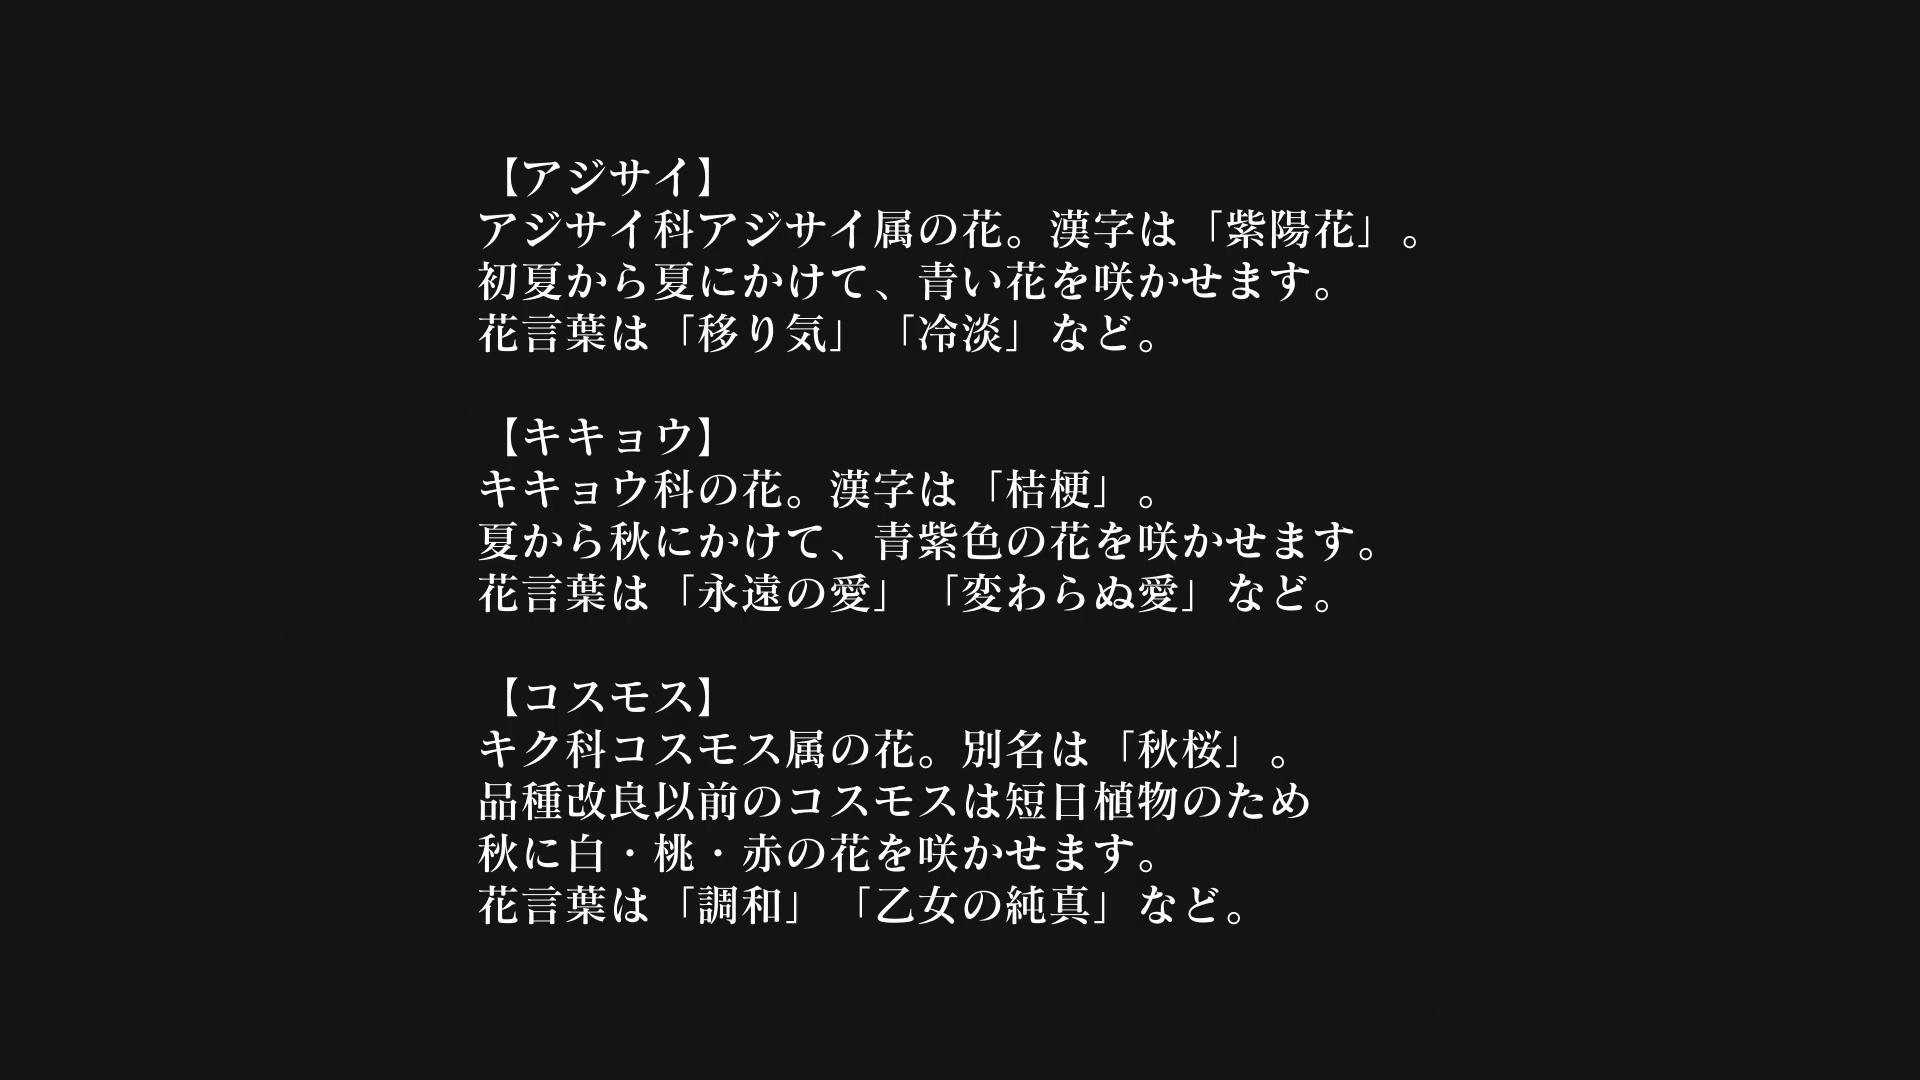 【アジサイ】
アジサイ科アジサイ属の花。漢字は「紫陽花」。
初夏から夏にかけて、青い花を咲かせます。
花言葉は「移り気」「冷淡」など。
【キキョウ】
キキョウ科の花。漢字は「桔梗」。
夏から秋にかけて、青紫色の花を咲かせます。
花言葉は「永遠の愛」「変わらぬ愛」など。
【コスモス】
キク科コスモス属の花。別名は「秋桜」。
品種改良以前のコスモスは短日植物のため
秋に白・桃・赤の花を咲かせます。
花言葉は「調和」「乙女の純真」など。